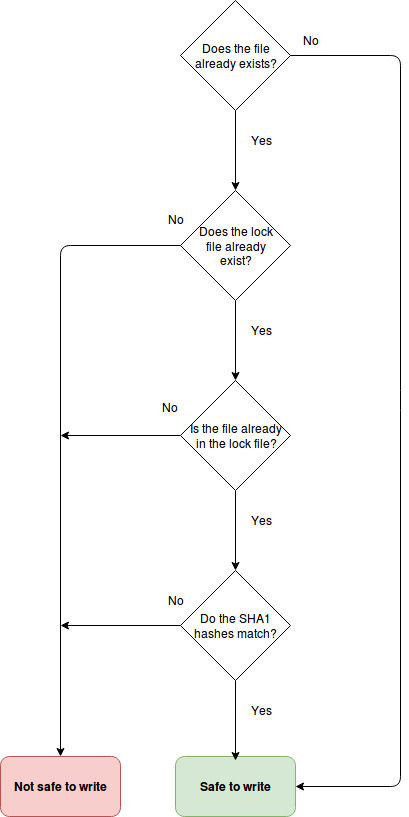 Does the file
already exists?
No
Yes
No
Does the lock
file already
exist?
Yes
No
Is the file already
in the lock file?
Yes
No
Do the SHA1
hashes match?
Yes
Not safe to write
Safe to write